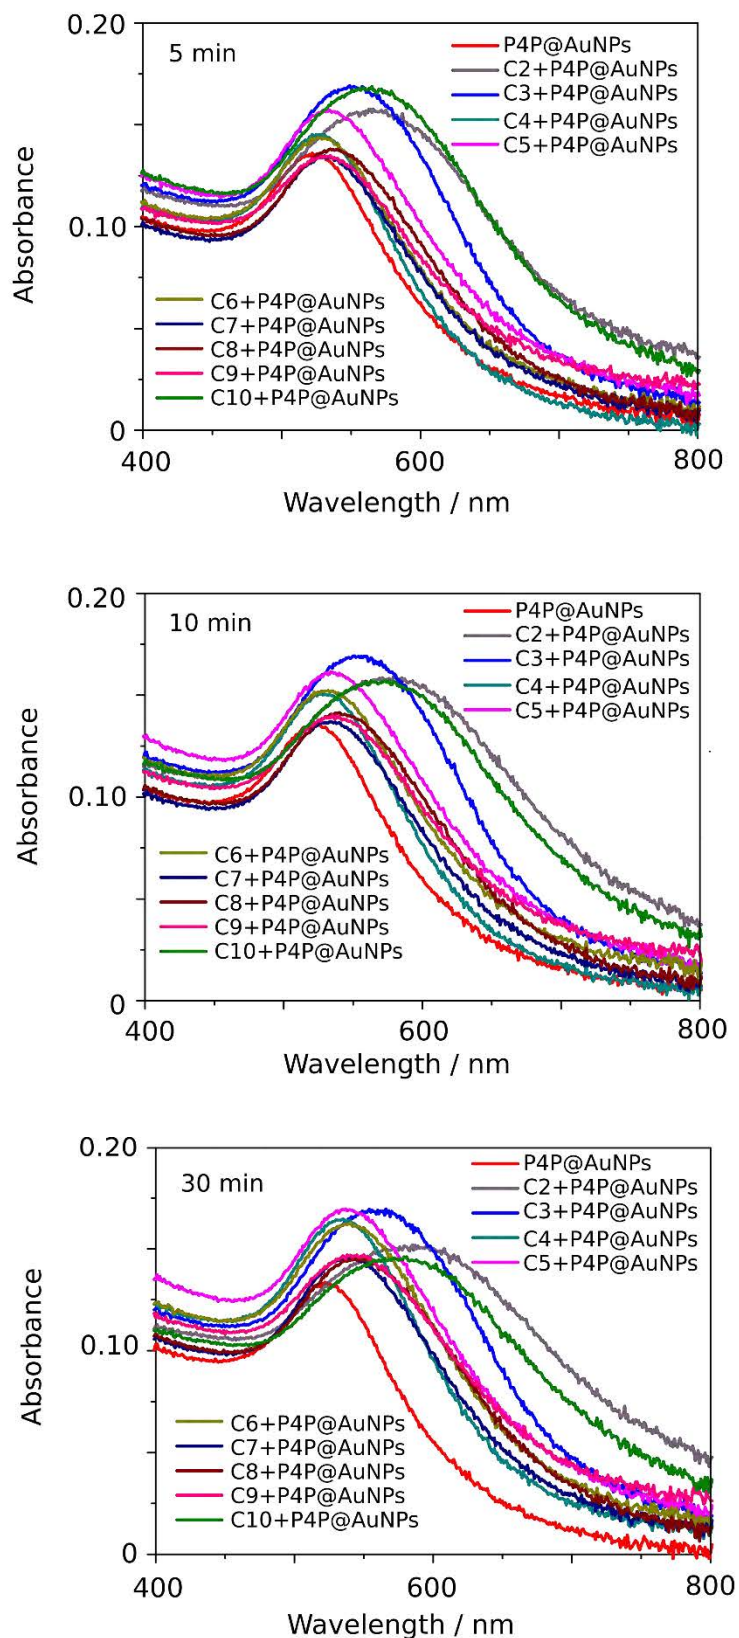 0.20
5 min
P4P@AuNPs
C2+P4P@AuNPs
C3+P4P@AuNPs
C4+P4P@AuNPs
C5+P4P@AuNPs
Absorbance
0.10
C6+P4P@AuNPs
C7+P4P@AuNPs
C8+P4P@AuNPs
C9+P4P@AuNPs
C10+P4P@AuNPs
0
400 600 800
Wavelength / nm
0.20
10 min
P4P@AuNPs
C2+P4P@AuNPs
C3+P4P@AuNPs
C4+P4P@AuNPs
C5+P4P@AuNPs
Absorbance
0.10
C6+P4P@AuNPs
C7+P4P@AuNPs
C8+P4P@AuNPs
C9+P4P@AuNPs
C10+P4P@AuNPs
0
400 600 800
Wavelength / nm
0.20
30 min
P4P@AuNPs
C2+P4P@AuNPs
C3+P4P@AuNPs
C4+P4P@AuNPs
C5+P4P@AuNPs
Absorbance
0.10
C6+P4P@AuNPs
C7+P4P@AuNPs
C8+P4P@AuNPs
C9+P4P@AuNPs
C10+P4P@AuNPs
0
400 600 800
Wavelength / nm